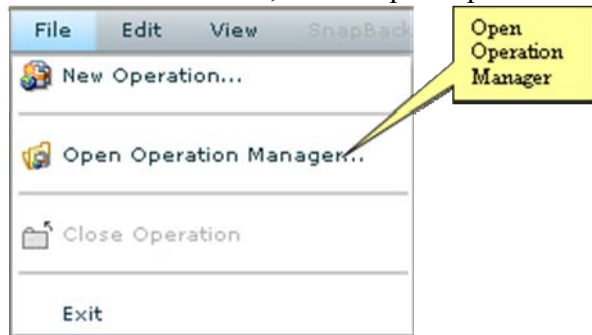 File Edit View SnapBack
New Operation...
Open Operation Manager...
Close Operation
Exit
Open
Operation
Manager